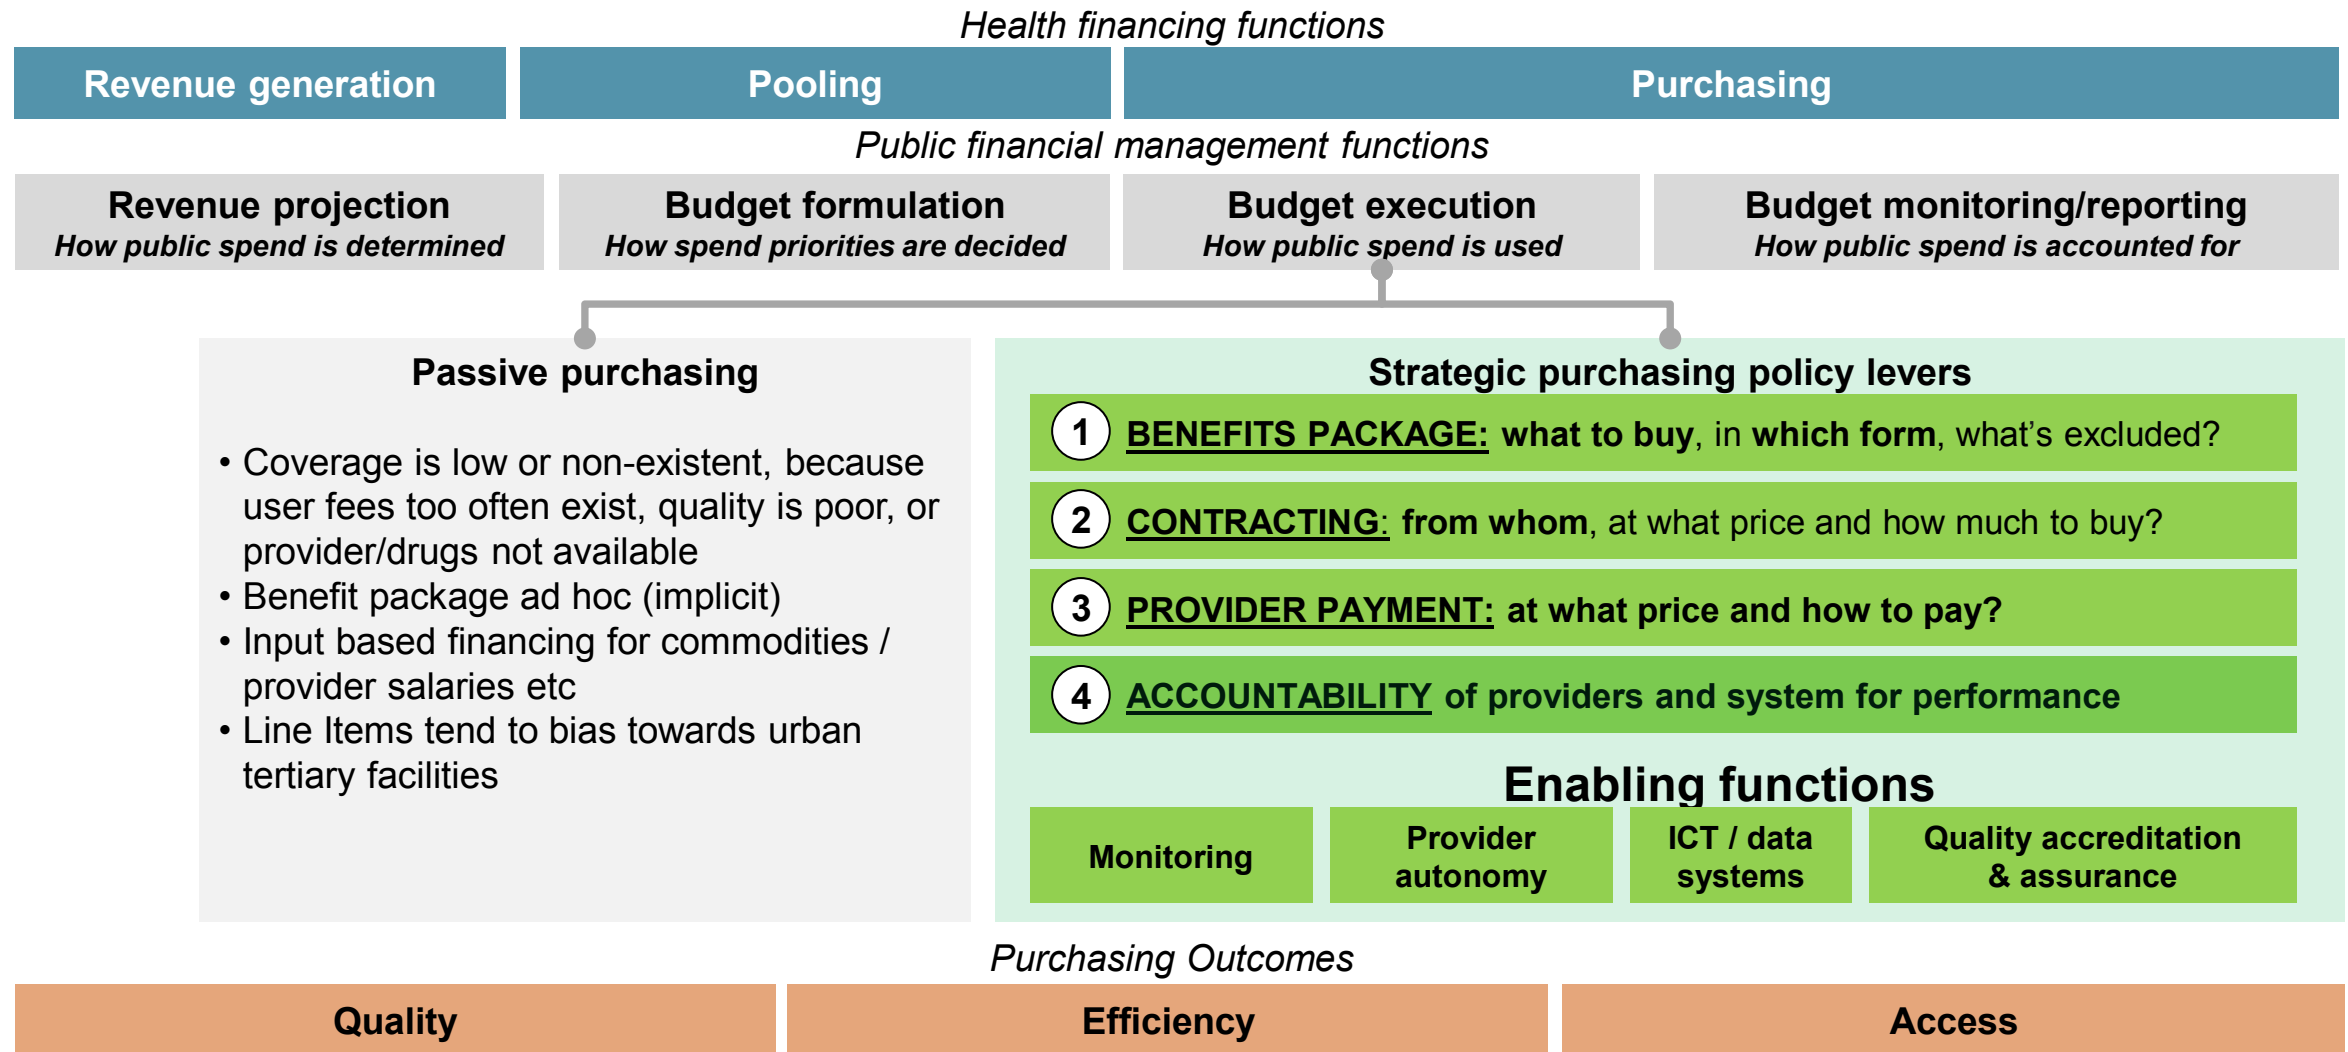 Health financing functions
Revenue generation
Pooling
Purchasing
Public financial management functions
Revenue projection
How public spend is determined
Budget formulation
How spend priorities are decided
Budget execution
How public spend is used
Budget monitoring/reporting
How public spend is accounted for
Passive purchasing
• Coverage is low or non-existent, because
user fees too often exist, quality is poor, or
provider/drugs not available
• Benefit package ad hoc (implicit)
• Input based financing for commodities /
provider salaries etc
• Line Items tend to bias towards urban
tertiary facilities
Strategic purchasing policy levers
1 BENEFITS PACKAGE: what to buy, in which form, what’s excluded?
2 CONTRACTING: from whom, at what price and how much to buy?
3 PROVIDER PAYMENT: at what price and how to pay?
4 ACCOUNTABILITY of providers and system for performance
Enabling functions
Monitoring
Provider
autonomy
ICT / data
systems
Quality accreditation
& assurance
Purchasing Outcomes
Quality
Efficiency
Access